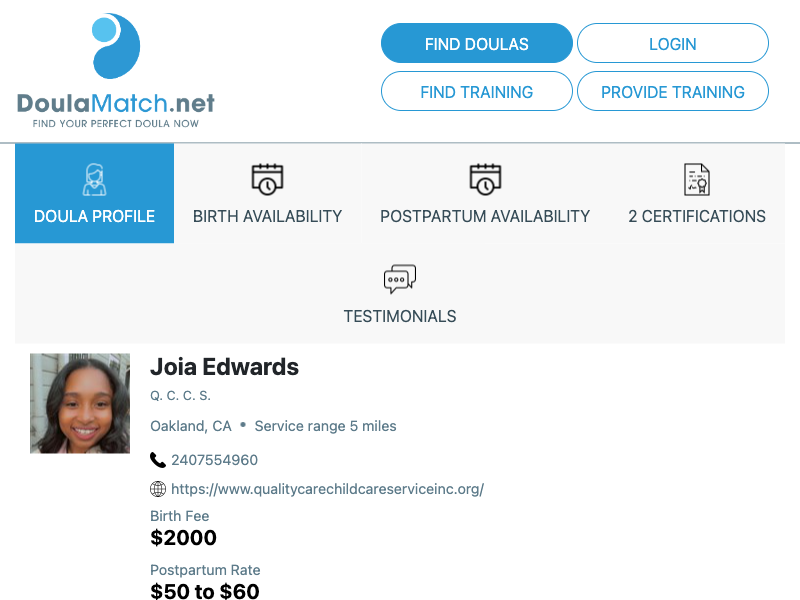 DoulaMatch.net
FIND YOUR PERFECT DOULA NOW
FIND DOULAS
LOGIN
FIND TRAINING
PROVIDE TRAINING
DOULA PROFILE
BIRTH AVAILABILITY
POSTPARTUM AVAILABILITY
2 CERTIFICATIONS
TESTIMONIALS
Joia Edwards
Q. C. C. S.
Oakland, CA • Service range 5 miles
2407554960
https://www.qualitycarechildcareserviceinc.org/
Birth Fee
$2000
Postpartum Rate
$50 to $60